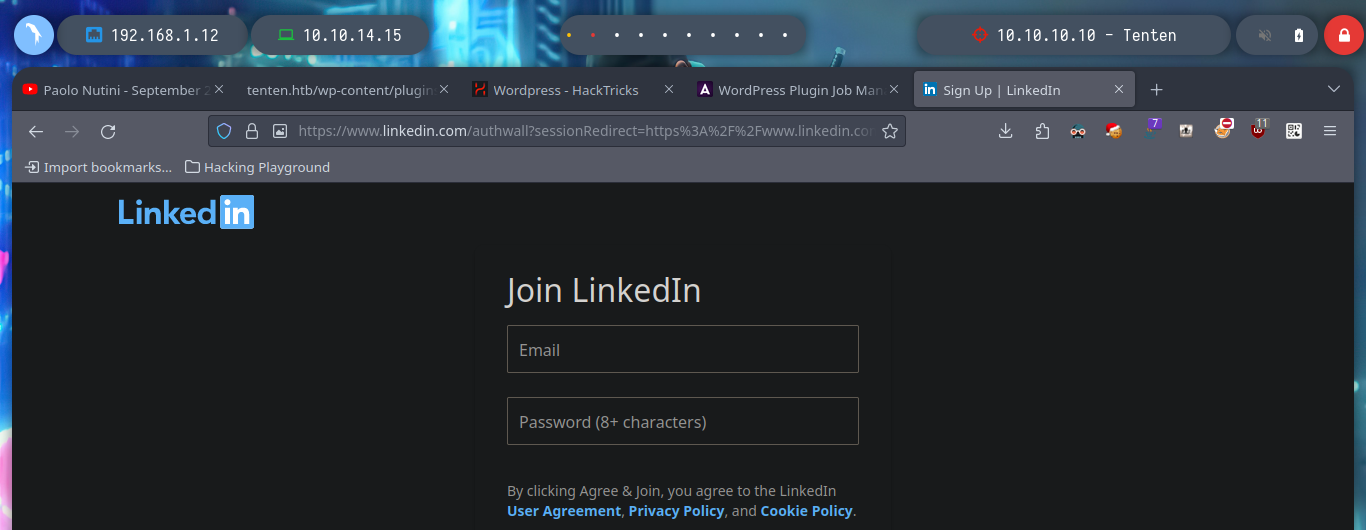 192.168.1.12 10.10.14.15 10.10.10.10 - Tenten
Paolo Nutini - September 2 tenten.htb/wp-content/plugin Wordpress - HackTricks WordPress Plugin Job Man Sign Up | LinkedIn
https://www.linkedin.com/authwall?sessionRedirect=https%3A%2F%2Fwww.linkedin.co 7 11
Import bookmarks... Hacking Playground
Linkedin
Join LinkedIn
Email
Password (8+ characters)
By clicking Agree & Join, you agree to the LinkedIn
User Agreement, Privacy Policy, and Cookie Policy.